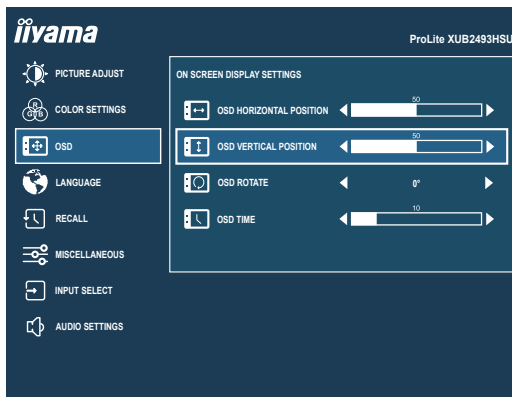 iiyama
ProLite XUB2493HSU
PICTURE ADJUST
R
G B
COLOR SETTINGS
OSD
LANGUAGE
RECALL
MISCELLANEOUS
INPUT SELECT
AUDIO SETTINGS
ON SCREEN DISPLAY SETTINGS
OSD HORIZONTAL POSITION
50
OSD VERTICAL POSITION
50
OSD ROTATE
0°
OSD TIME
10